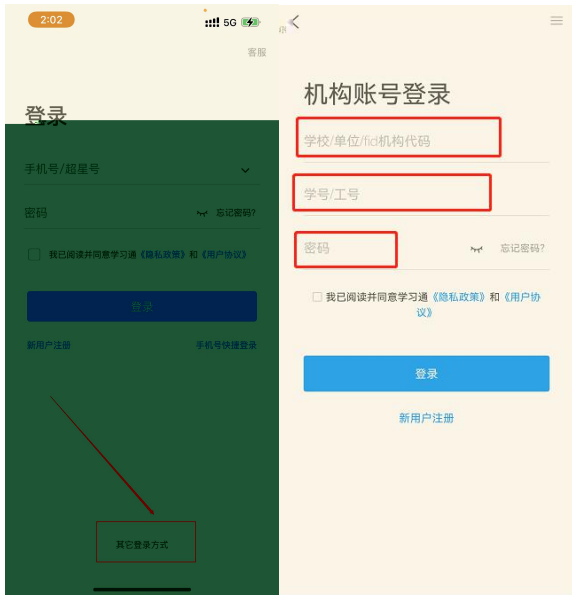 2:02
5G
客服
登录
手机号/超星号
密码
忘记密码?
我已阅读并同意学习通《隐私政策》和《用户协议》
登录
新用户注册
手机号快捷登录
其它登录方式
机构账号登录
学校/单位/fid机构代码
学号/工号
密码
忘记密码?
我已阅读并同意学习通《隐私政策》和《用户协
议》
登录
新用户注册